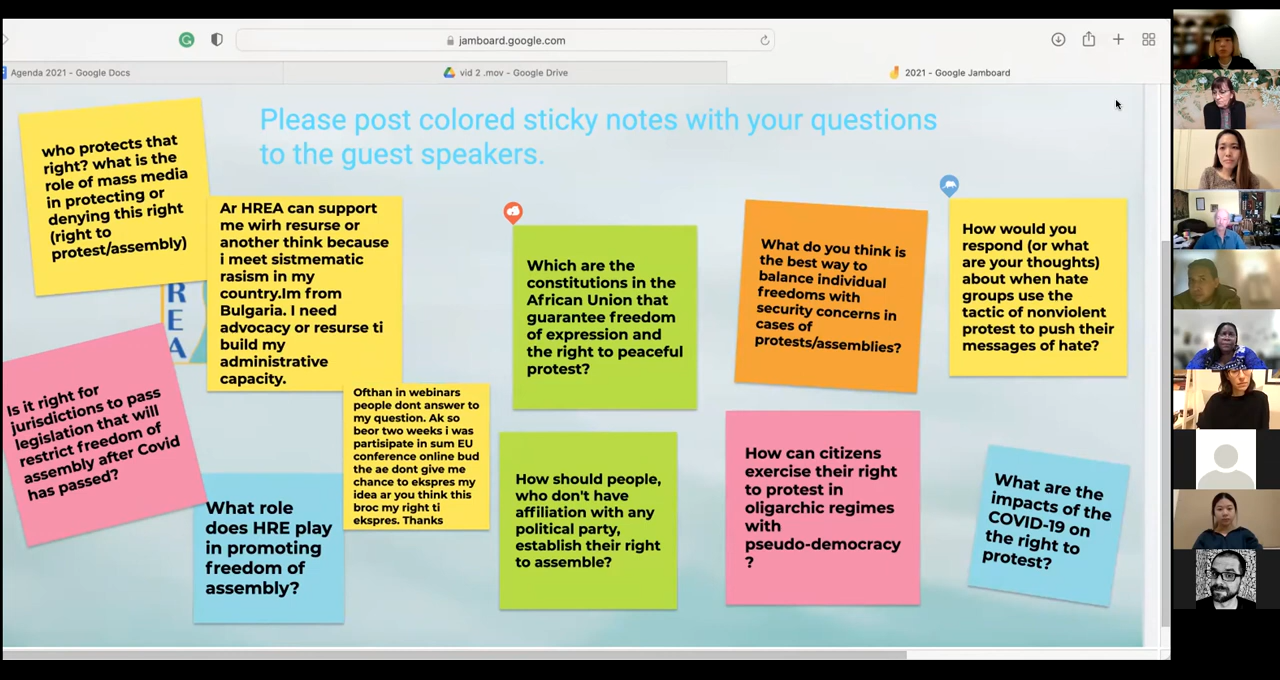 jamboard.google.com
Agenda 2021 - Google Docs
vid 2 .mov - Google Drive
2021 - Google Jamboard
Please post colored sticky notes with your questions
to the guest speakers.
who protects that
right? what is the
role of mass media
in protecting or
denying this right
(right to
protest/assembly)
Ar HREA can support
me wirh resurse or
another think because
i meet sistmematic
rasism in my
country.Im from
Bulgaria. I need
advocacy or resurse ti
build my
administrative
capacity.
Which are the
constitutions in the
African Union that
guarantee freedom
of expression and
the right to peaceful
protest?
What do you think is
the best way to
balance individual
freedoms with
security concerns in
cases of
protests/assemblies?
How would you
respond (or what
are your thoughts)
about when hate
groups use the
tactic of nonviolent
protest to push their
messages of hate?
R
E
A
Is it right for
jurisdictions to pass
legislation that will
restrict freedom of
assembly after Covid
has passed?
What role
does HRE play
in promoting
freedom of
assembly?
Ofthan in webinars
people dont answer to
my question. Ak so
beor two weeks i was
partisipate in sum EU
conference online bud
the ae dont give me
chance to ekspres my
idea ar you think this
broc my right ti
ekspres. Thanks
How should people,
who don't have
affiliation with any
political party,
establish their right
to assemble?
How can citizens
exercise their right
to protest in
oligarchic regimes
with
pseudo-democracy
?
What are the
impacts of the
COVID-19 on
the right to
protest?